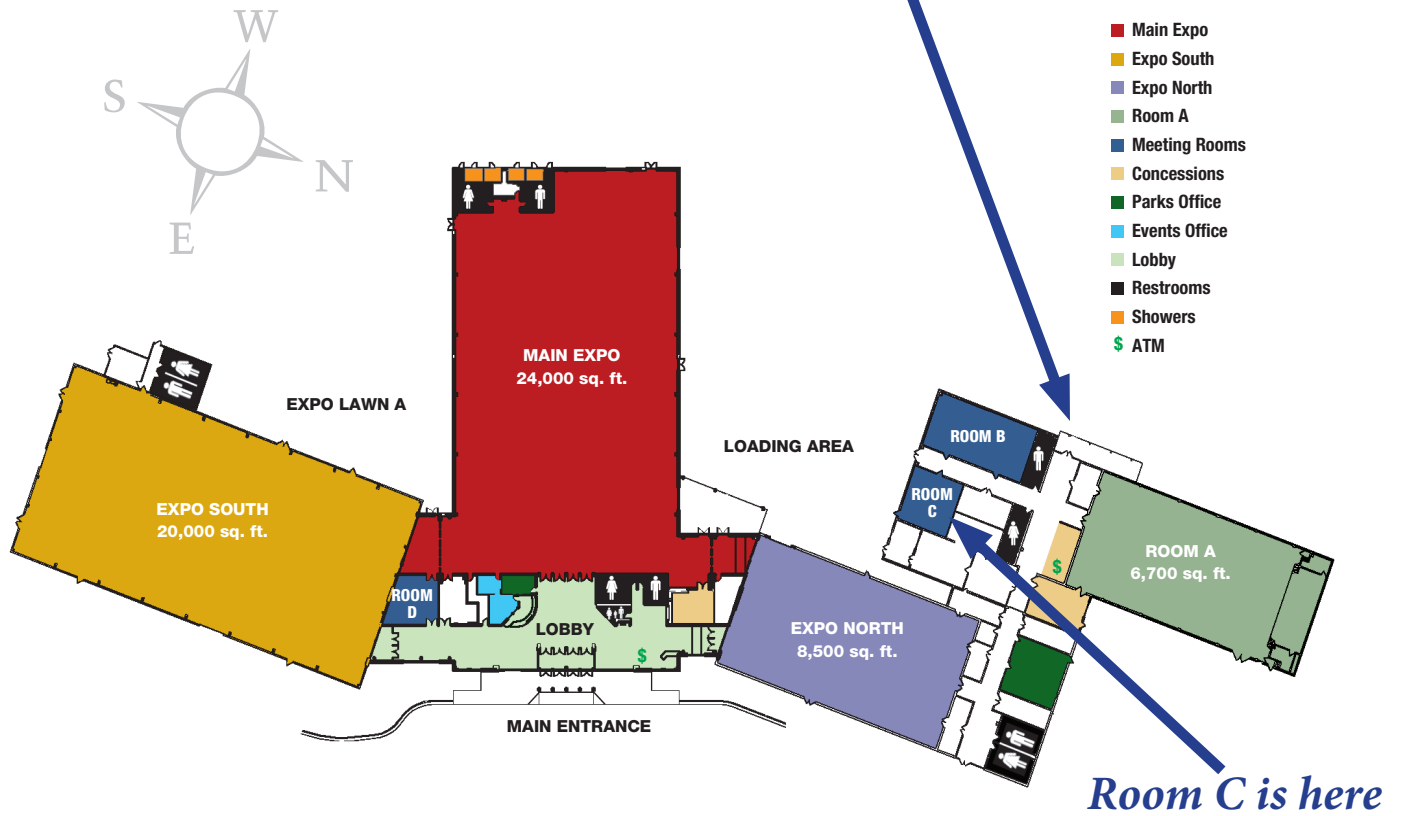 W
S
N
E
Main Expo
Expo South
Expo North
Room A
Meeting Rooms
Concessions
Parks Office
Events Office
Lobby
Restrooms
Showers
$ ATM
MAIN EXPO
24,000 sq. ft.
EXPO LAWN A
LOADING AREA
ROOM B
ROOM
C
EXPO SOUTH
20,000 sq. ft.
ROOM A
6,700 sq. ft.
$
ROOM
D
LOBBY
$
EXPO NORTH
8,500 sq. ft.
MAIN ENTRANCE
Room C is here